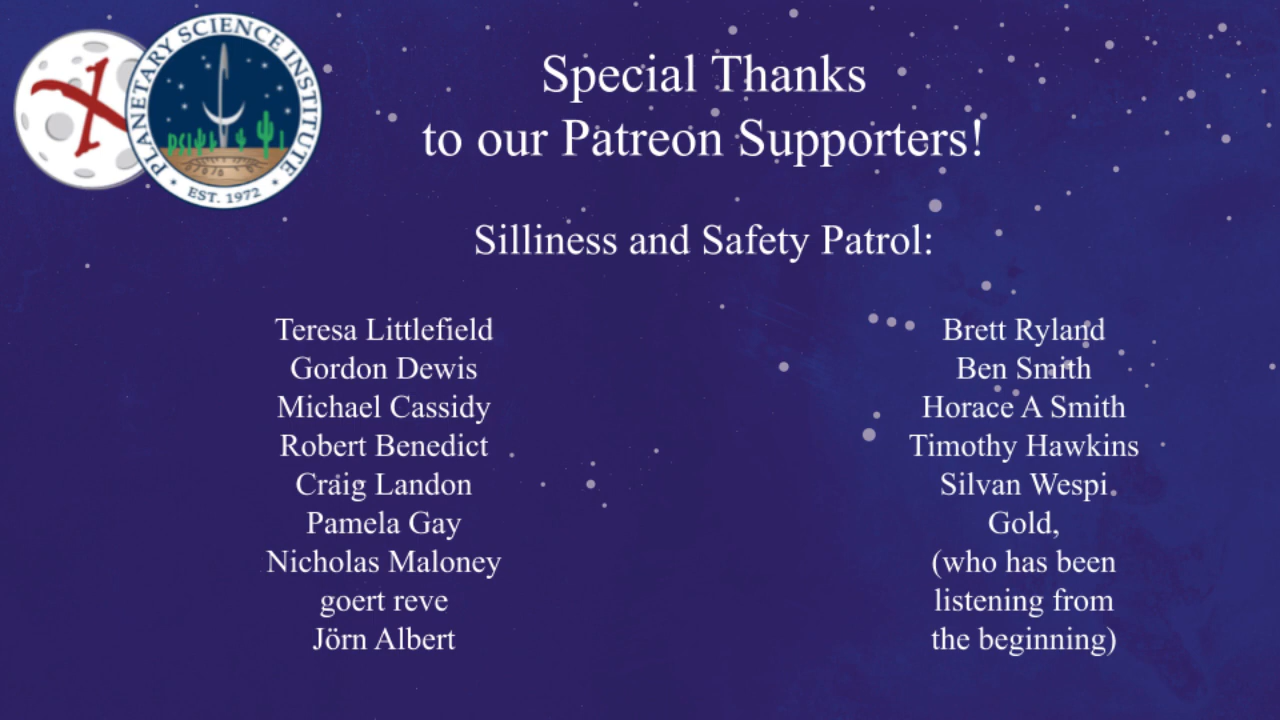 PLANETARY SCIENCE INSTITUTE
PSI
EST. 1972
Special Thanks
to our Patreon Supporters!
Silliness and Safety Patrol:
Teresa Littlefield
Gordon Dewis
Michael Cassidy
Robert Benedict
Craig Landon
Pamela Gay
Nicholas Maloney
goert reve
Jörn Albert
Brett Ryland
Ben Smith
Horace A Smith
Timothy Hawkins
Silvan Wespi
Gold,
(who has been
listening from
the beginning)